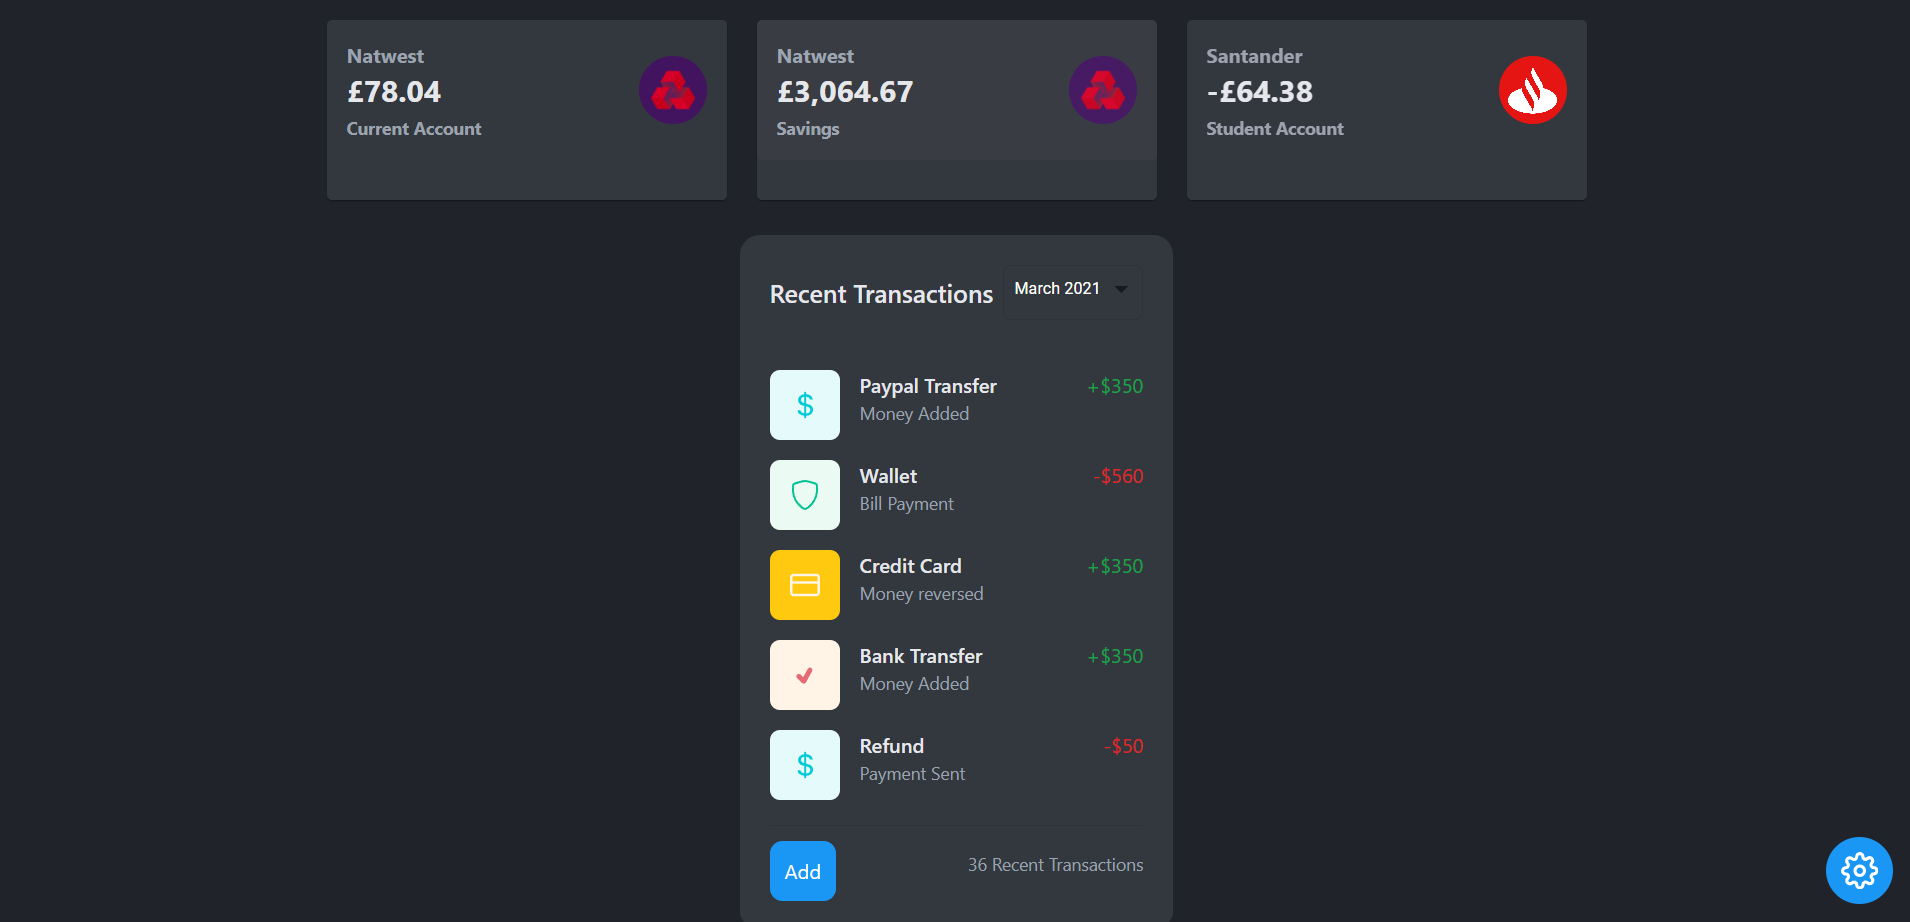 Natwest
£78.04
Current Account
Natwest
£3,064.67
Savings
Santander
-£64.38
Student Account
Recent Transactions
March 2021
$
Paypal Transfer
+$350
Money Added
Wallet
-$560
Bill Payment
Credit Card
+$350
Money reversed
Bank Transfer
+$350
Money Added
$
Refund
-$50
Payment Sent
Add
36 Recent Transactions